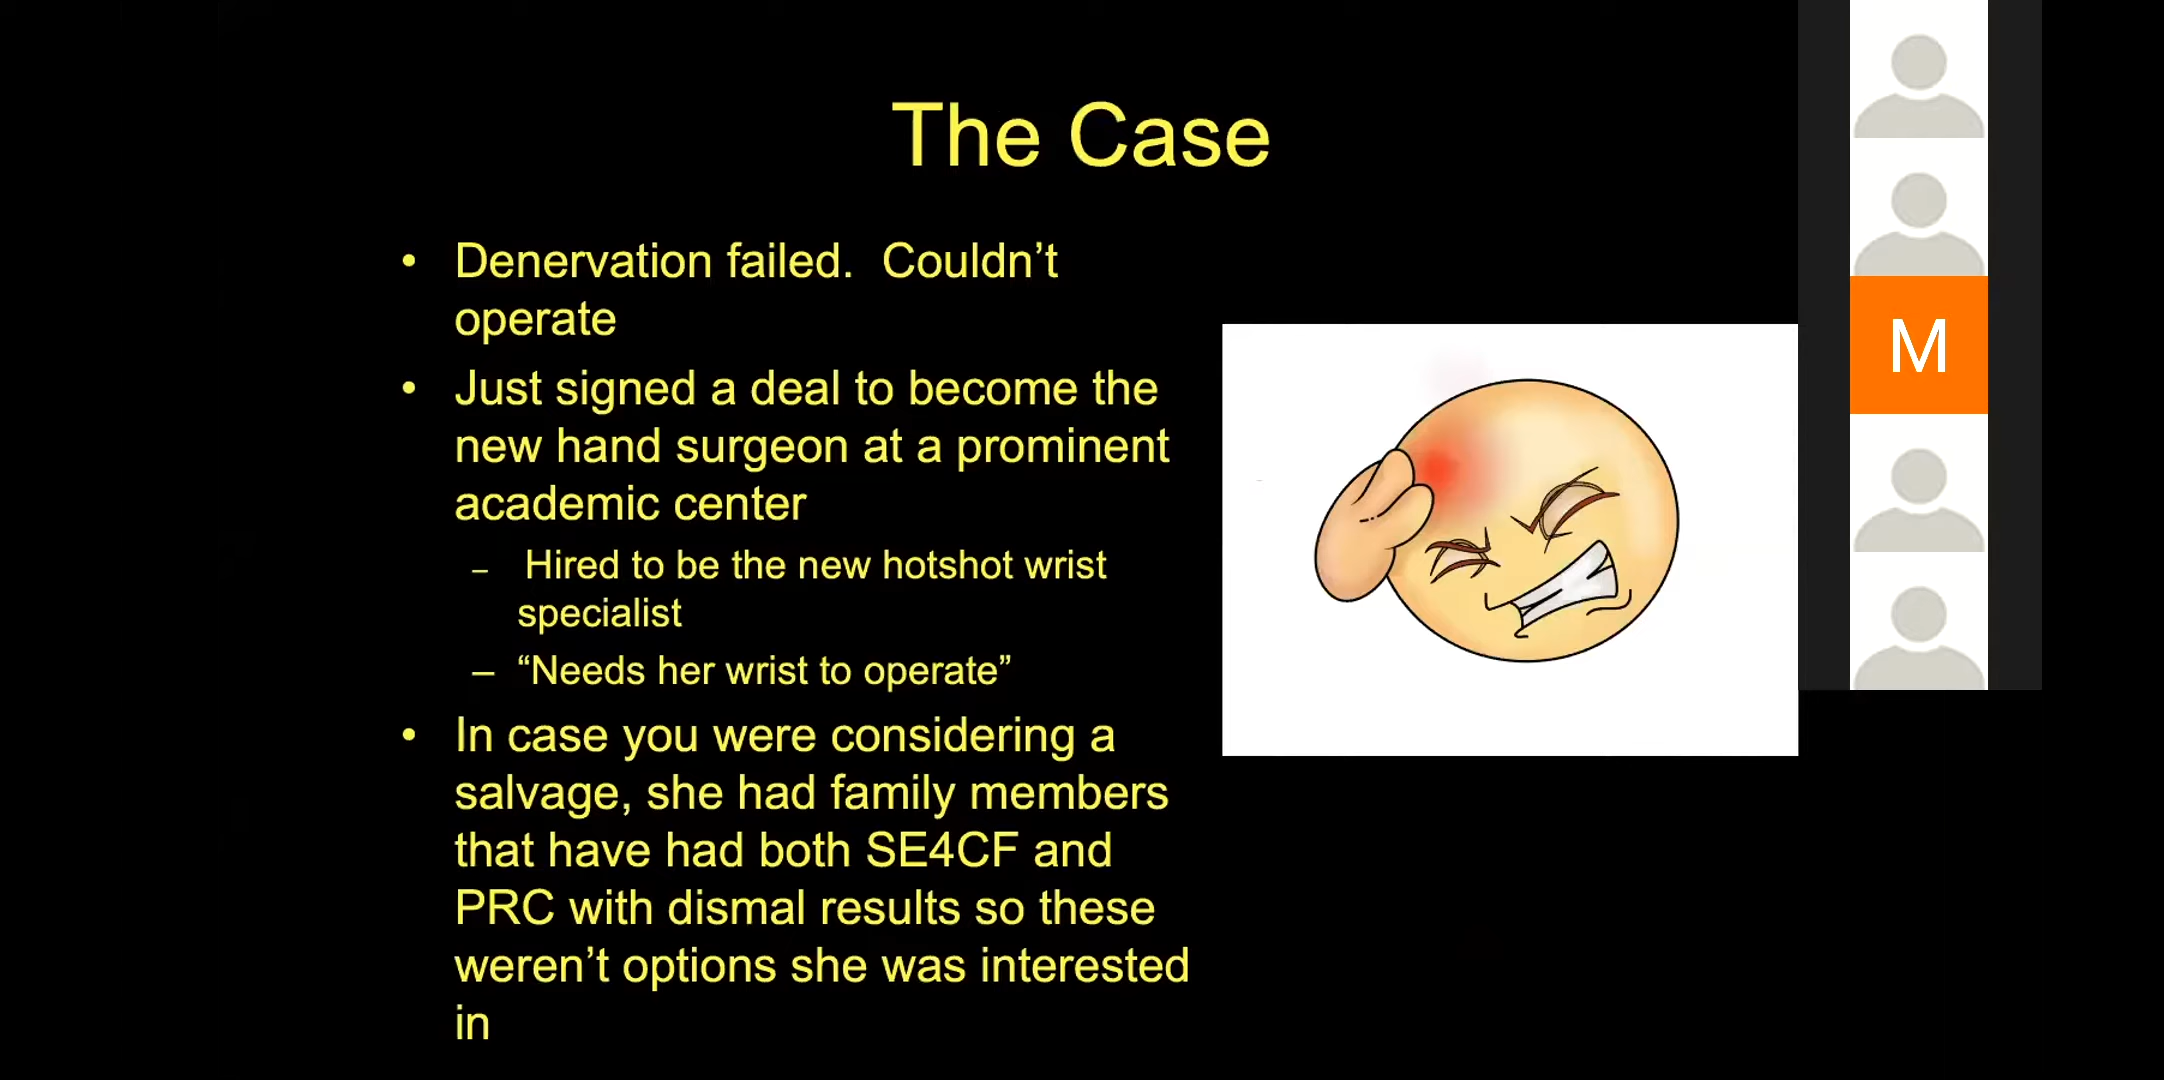 The Case
• Denervation failed.  Couldn’t
operate
• Just signed a deal to become the
new hand surgeon at a prominent
academic center
– Hired to be the new hotshot wrist
specialist
– “Needs her wrist to operate”
• In case you were considering a
salvage, she had family members
that have had both SE4CF and
PRC with dismal results so these
weren’t options she was interested
in
M